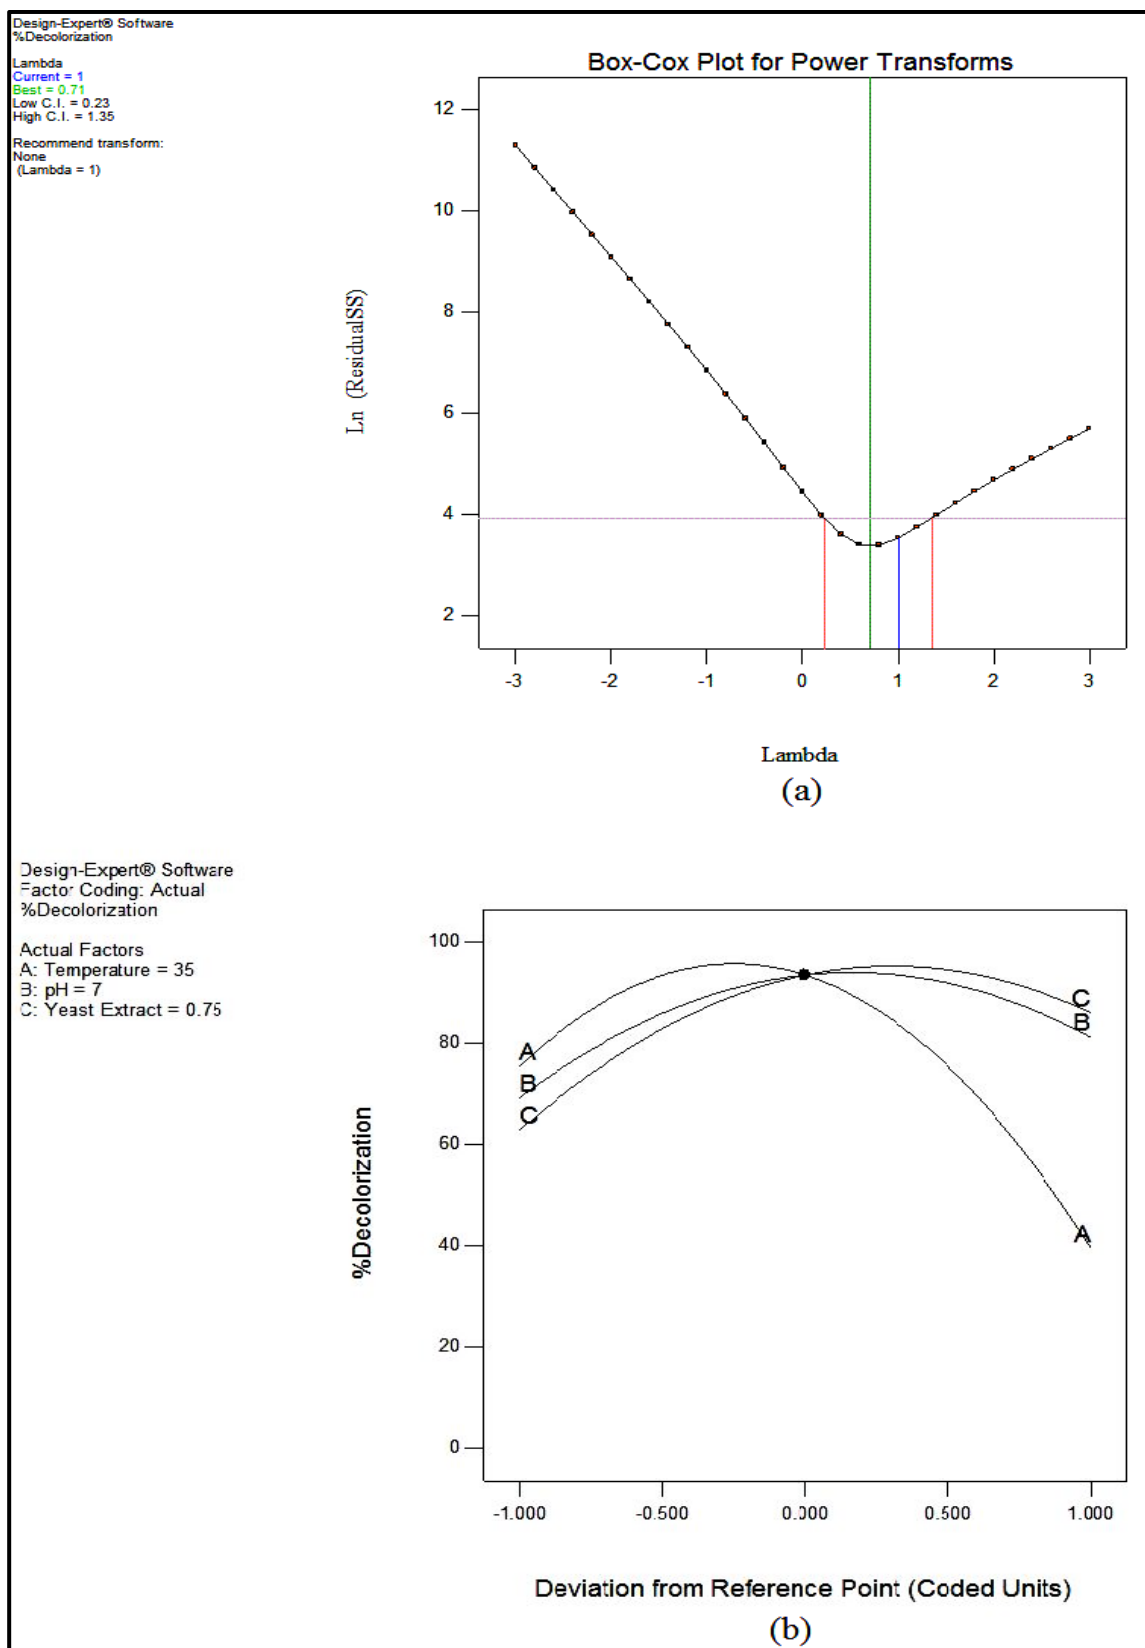 Design-Expert® Software
%Decolorization
Lambda
Current = 1
Best = 0.71
Low C.I. = 0.23
High C.I. = 1.35
Recommend transform:
None
(Lambda = 1)
Box-Cox Plot for Power Transforms
Ln (ResidualSS)
12
10
8
6
4
2
-3 -2 -1 0 1 2 3
Lambda
(a)
Design-Expert® Software
Factor Coding: Actual
%Decolorization
Actual Factors
A: Temperature = 35
B: pH = 7
C: Yeast Extract = 0.75
%Decolorization
100
80
60
40
20
0
A
B
C
C
B
A
-1.000 -0.500 0.000 0.500 1.000
Deviation from Reference Point (Coded Units)
(b)